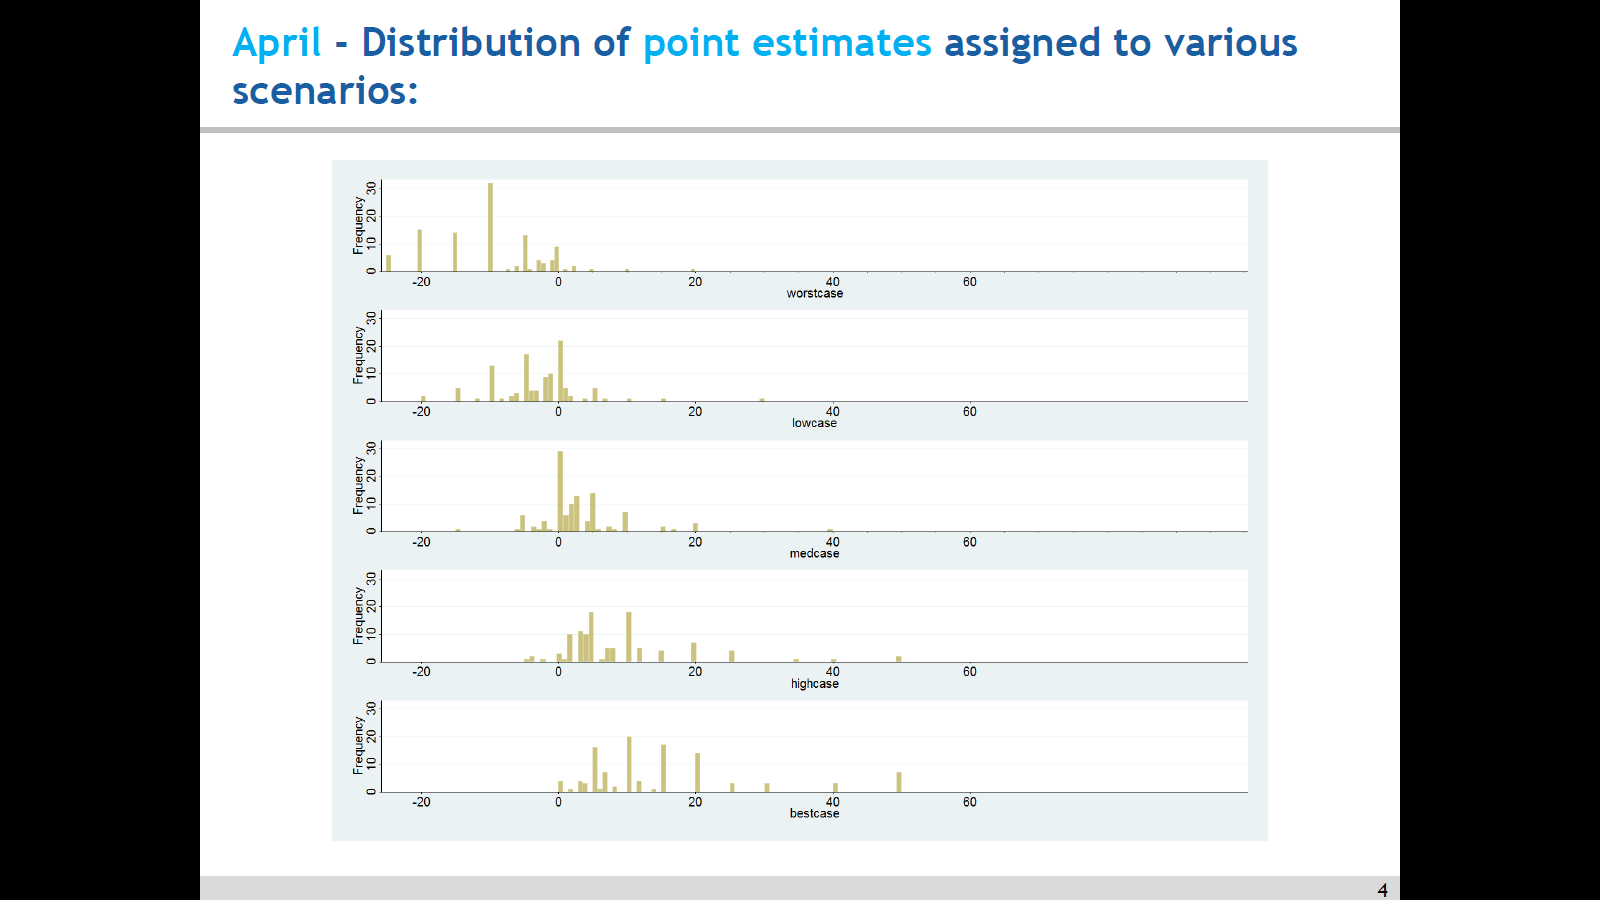 April - Distribution of point estimates assigned to various
scenarios:
Frequency
0 10 20 30
-20 0 20 40 60
worstcase
Frequency
0 10 20 30
-20 0 20 40 60
lowcase
Frequency
0 10 20 30
-20 0 20 40 60
medcase
Frequency
0 10 20 30
-20 0 20 40 60
highcase
Frequency
0 10 20 30
-20 0 20 40 60
bestcase
4